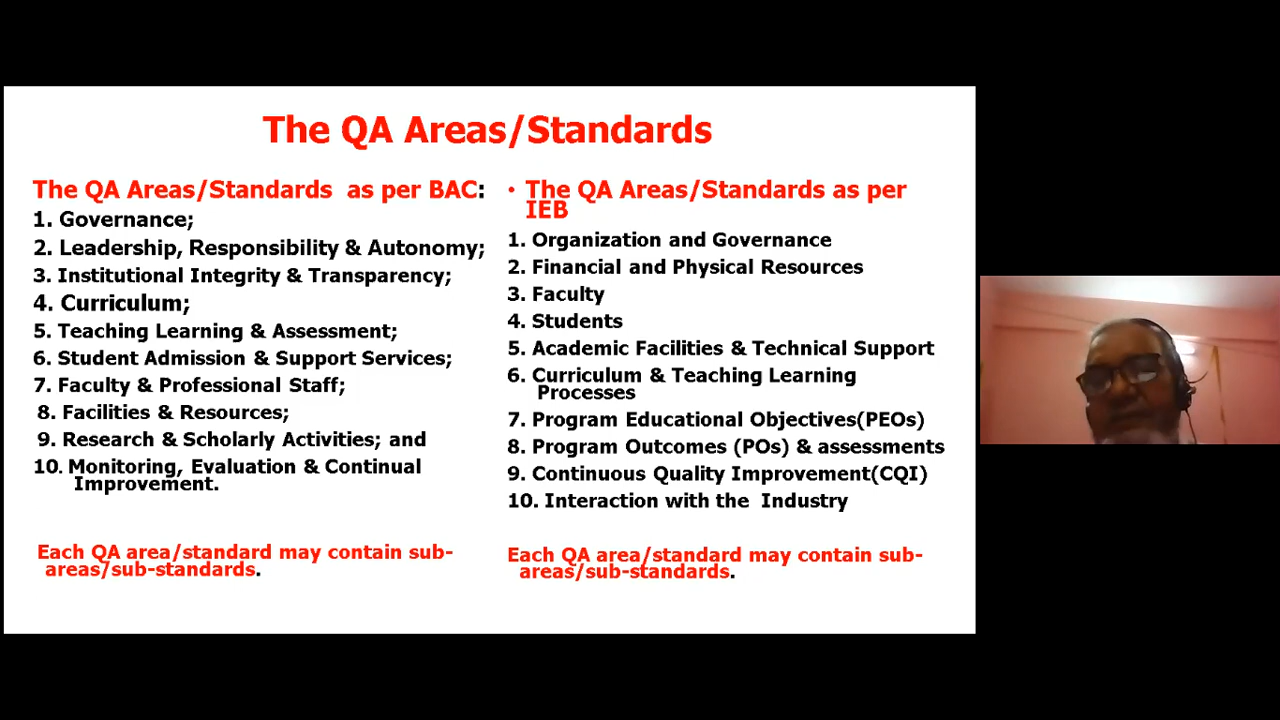 The QA Areas/Standards
The QA Areas/Standards as per BAC:
1. Governance;
2. Leadership, Responsibility & Autonomy;
3. Institutional Integrity & Transparency;
4. Curriculum;
5. Teaching Learning & Assessment;
6. Student Admission & Support Services;
7. Faculty & Professional Staff;
8. Facilities & Resources;
9. Research & Scholarly Activities; and
10. Monitoring, Evaluation & Continual
Improvement.
Each QA area/standard may contain sub-
areas/sub-standards.
• The QA Areas/Standards as per
IEB
1. Organization and Governance
2. Financial and Physical Resources
3. Faculty
4. Students
5. Academic Facilities & Technical Support
6. Curriculum & Teaching Learning
Processes
7. Program Educational Objectives(PEOs)
8. Program Outcomes (POs) & assessments
9. Continuous Quality Improvement(CQI)
10. Interaction with the Industry
Each QA area/standard may contain sub-
areas/sub-standards.